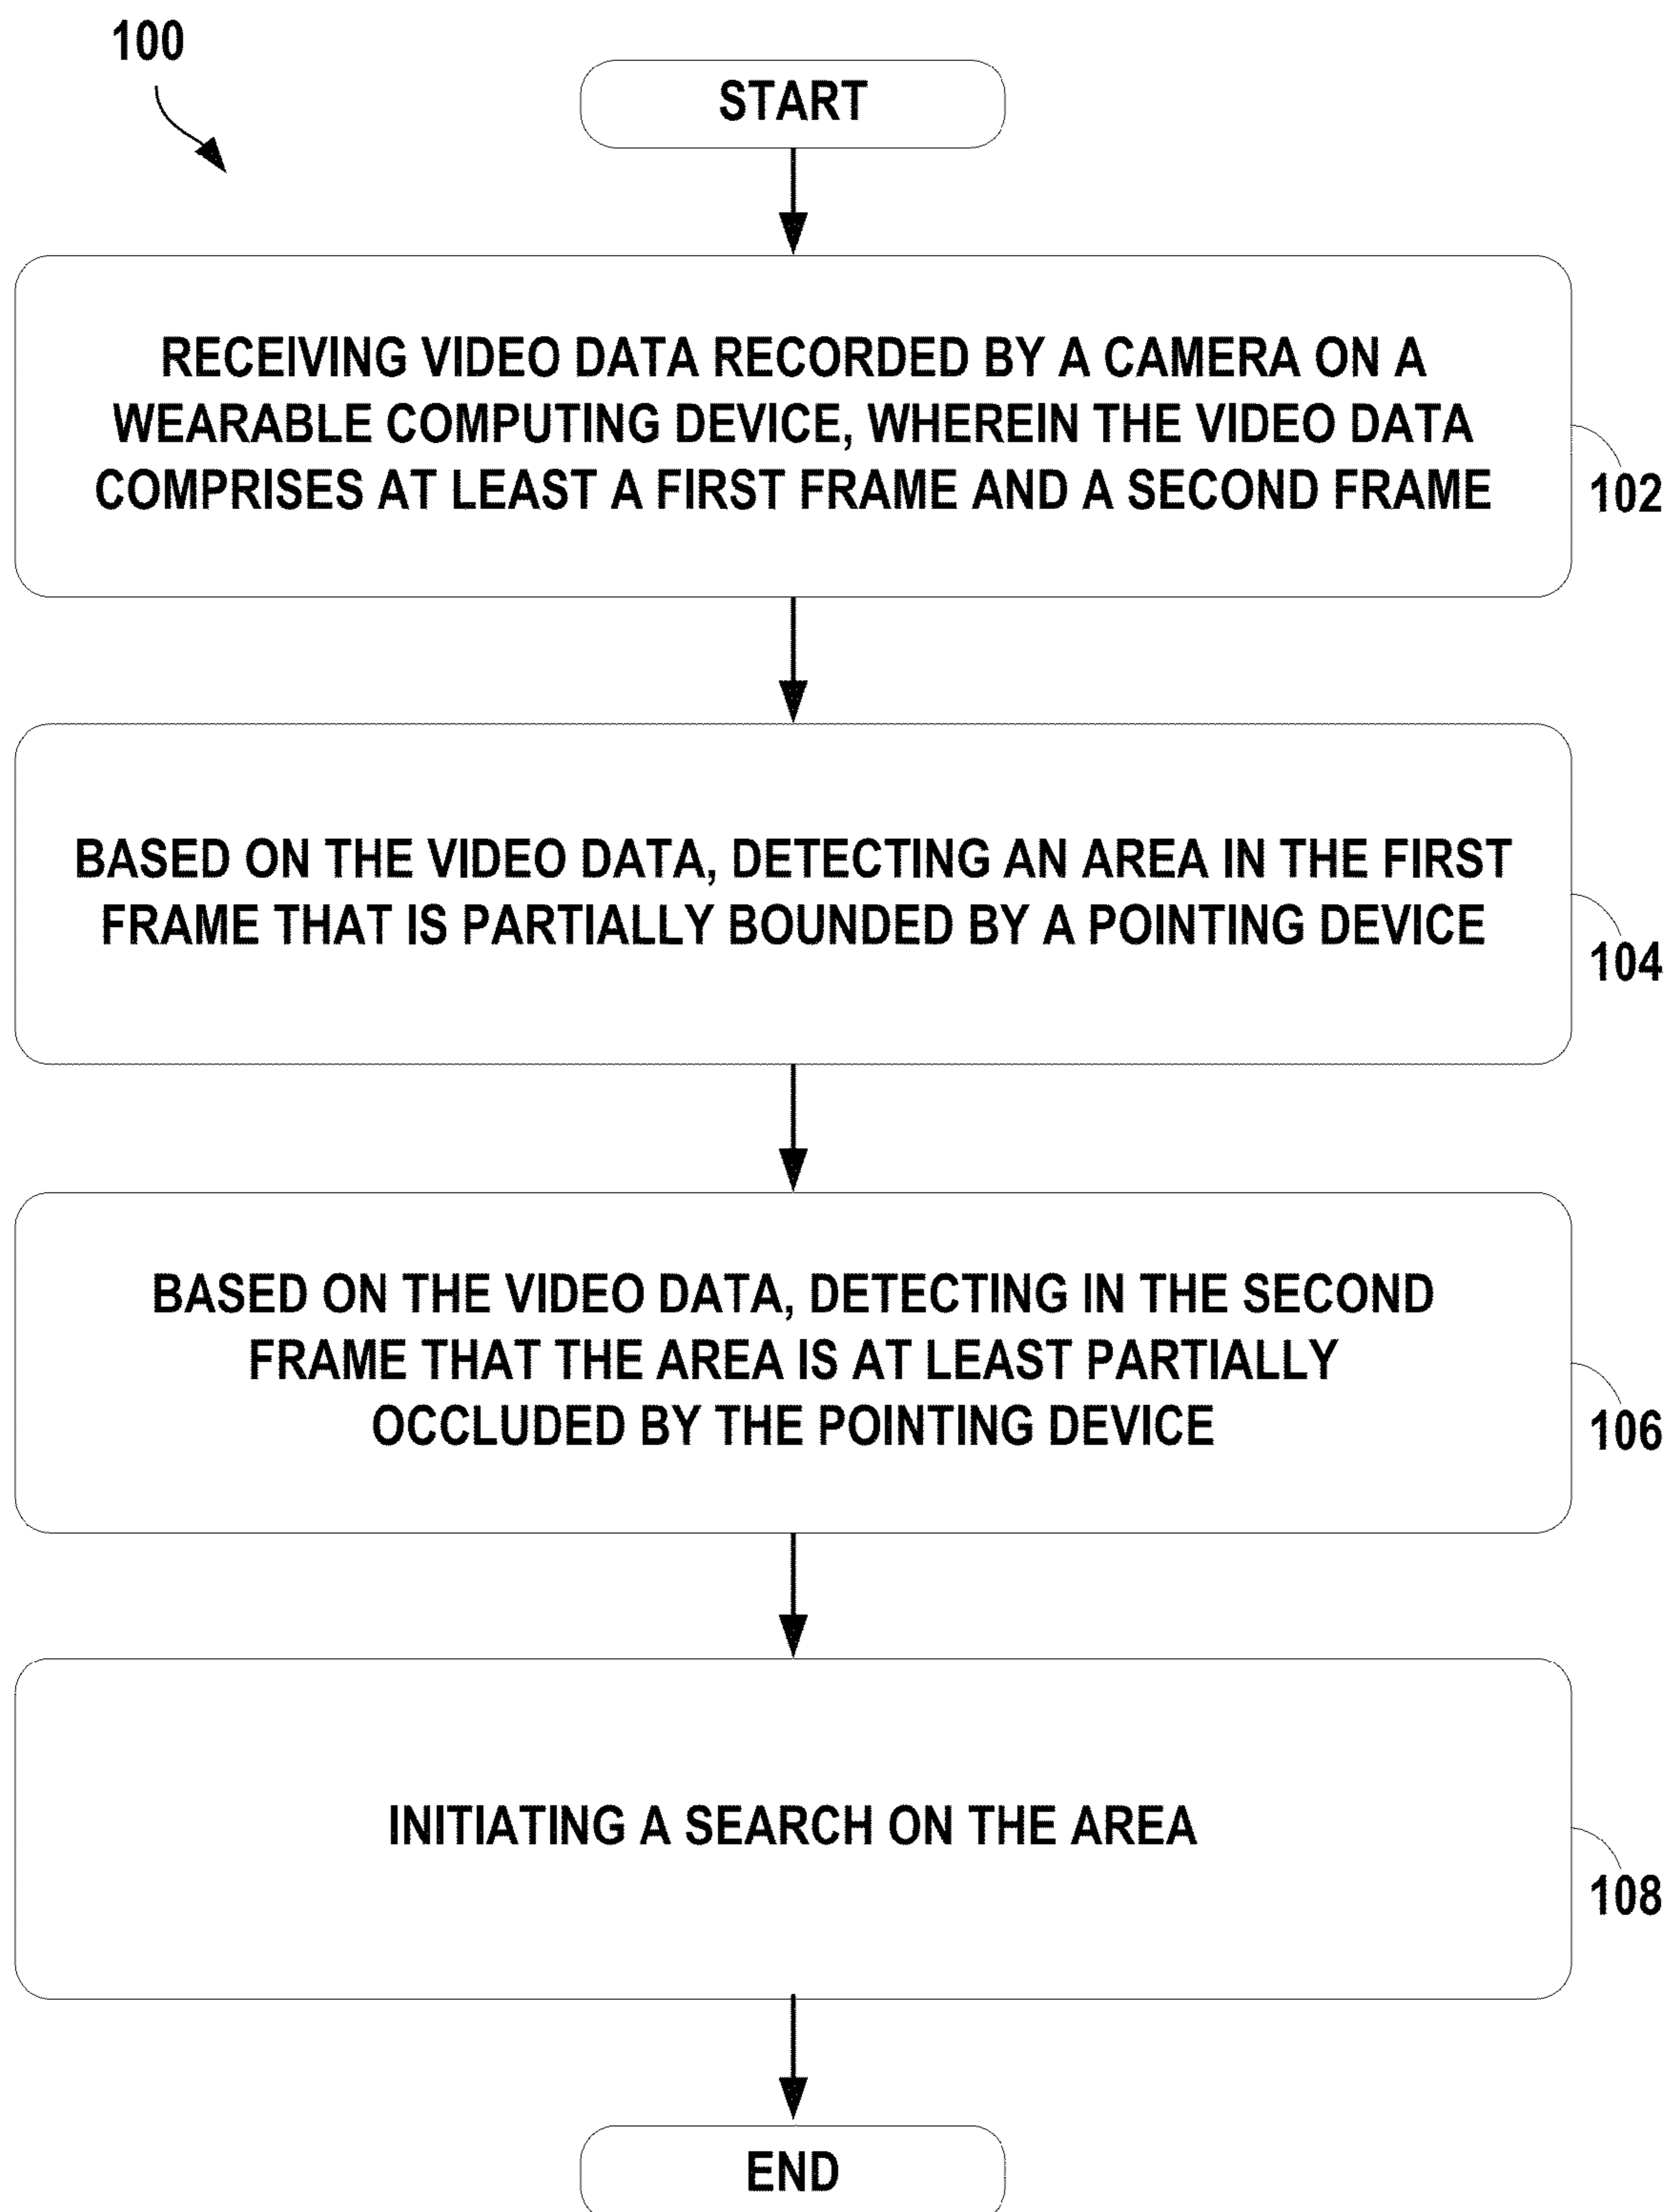 100
START
RECEIVING VIDEO DATA RECORDED BY A CAMERA ON A
WEARABLE COMPUTING DEVICE, WHEREIN THE VIDEO DATA
COMPRISES AT LEAST A FIRST FRAME AND A SECOND FRAME
102
BASED ON THE VIDEO DATA, DETECTING AN AREA IN THE FIRST
FRAME THAT IS PARTIALLY BOUNDED BY A POINTING DEVICE
104
BASED ON THE VIDEO DATA, DETECTING IN THE SECOND
FRAME THAT THE AREA IS AT LEAST PARTIALLY
OCCLUDED BY THE POINTING DEVICE
106
INITIATING A SEARCH ON THE AREA
108
END